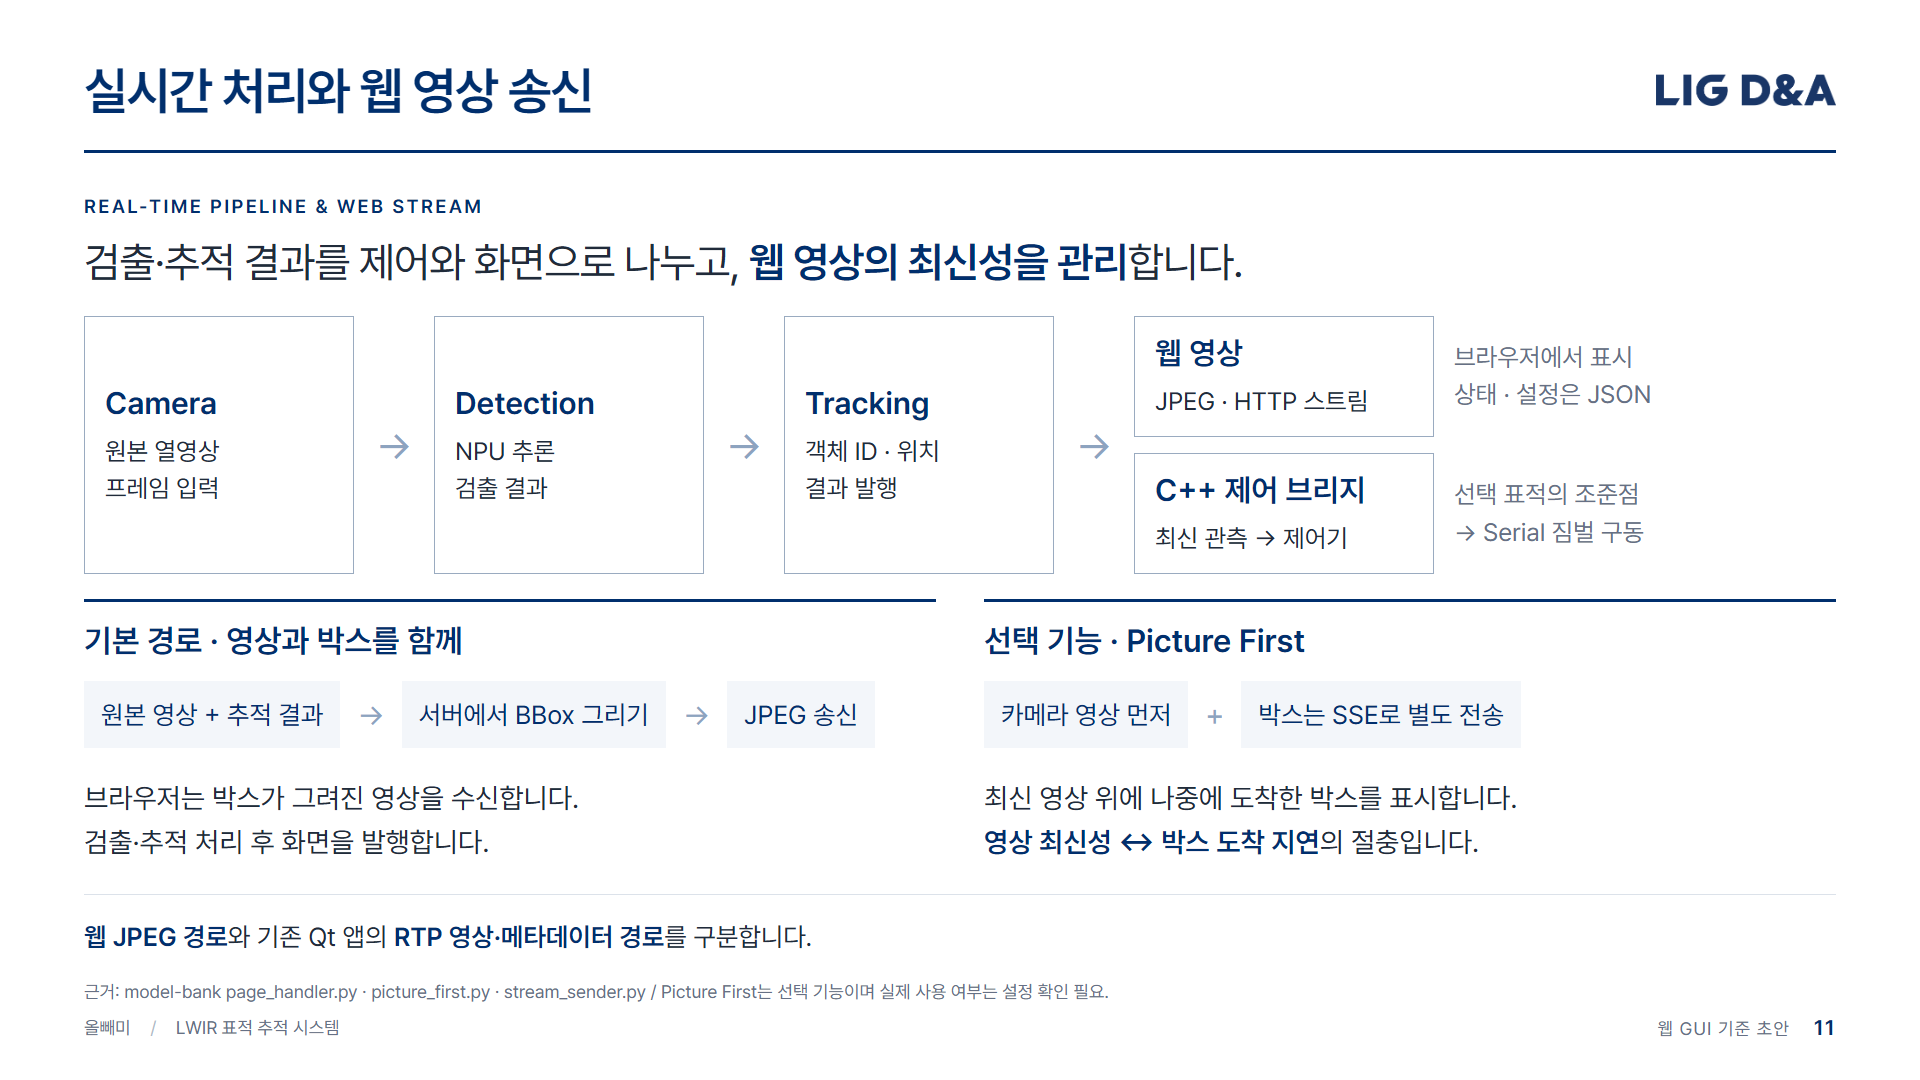 실시간 처리와 웹 영상 송신
LIG D&A
REAL-TIME PIPELINE & WEB STREAM
검출·추적 결과를 제어와 화면으로 나누고, 웹 영상의 최신성을 관리합니다.
Camera
원본 열영상
프레임 입력
→
Detection
NPU 추론
검출 결과
→
Tracking
객체 ID · 위치
결과 발행
→
웹 영상
JPEG · HTTP 스트림
브라우저에서 표시
상태 · 설정은 JSON
C++ 제어 브리지
최신 관측 → 제어기
선택 표적의 조준점
→ Serial 짐벌 구동
기본 경로 · 영상과 박스를 함께
원본 영상 + 추적 결과 → 서버에서 BBox 그리기 → JPEG 송신
브라우저는 박스가 그려진 영상을 수신합니다.
검출·추적 처리 후 화면을 발행합니다.
선택 기능 · Picture First
카메라 영상 먼저 + 박스는 SSE로 별도 전송
최신 영상 위에 나중에 도착한 박스를 표시합니다.
영상 최신성 ↔ 박스 도착 지연의 절충입니다.
웹 JPEG 경로와 기존 Qt 앱의 RTP 영상·메타데이터 경로를 구분합니다.
근거: model-bank page_handler.py · picture_first.py · stream_sender.py / Picture First는 선택 기능이며 실제 사용 여부는 설정 확인 필요.
올빼미 / LWIR 표적 추적 시스템
웹 GUI 기준 초안 11